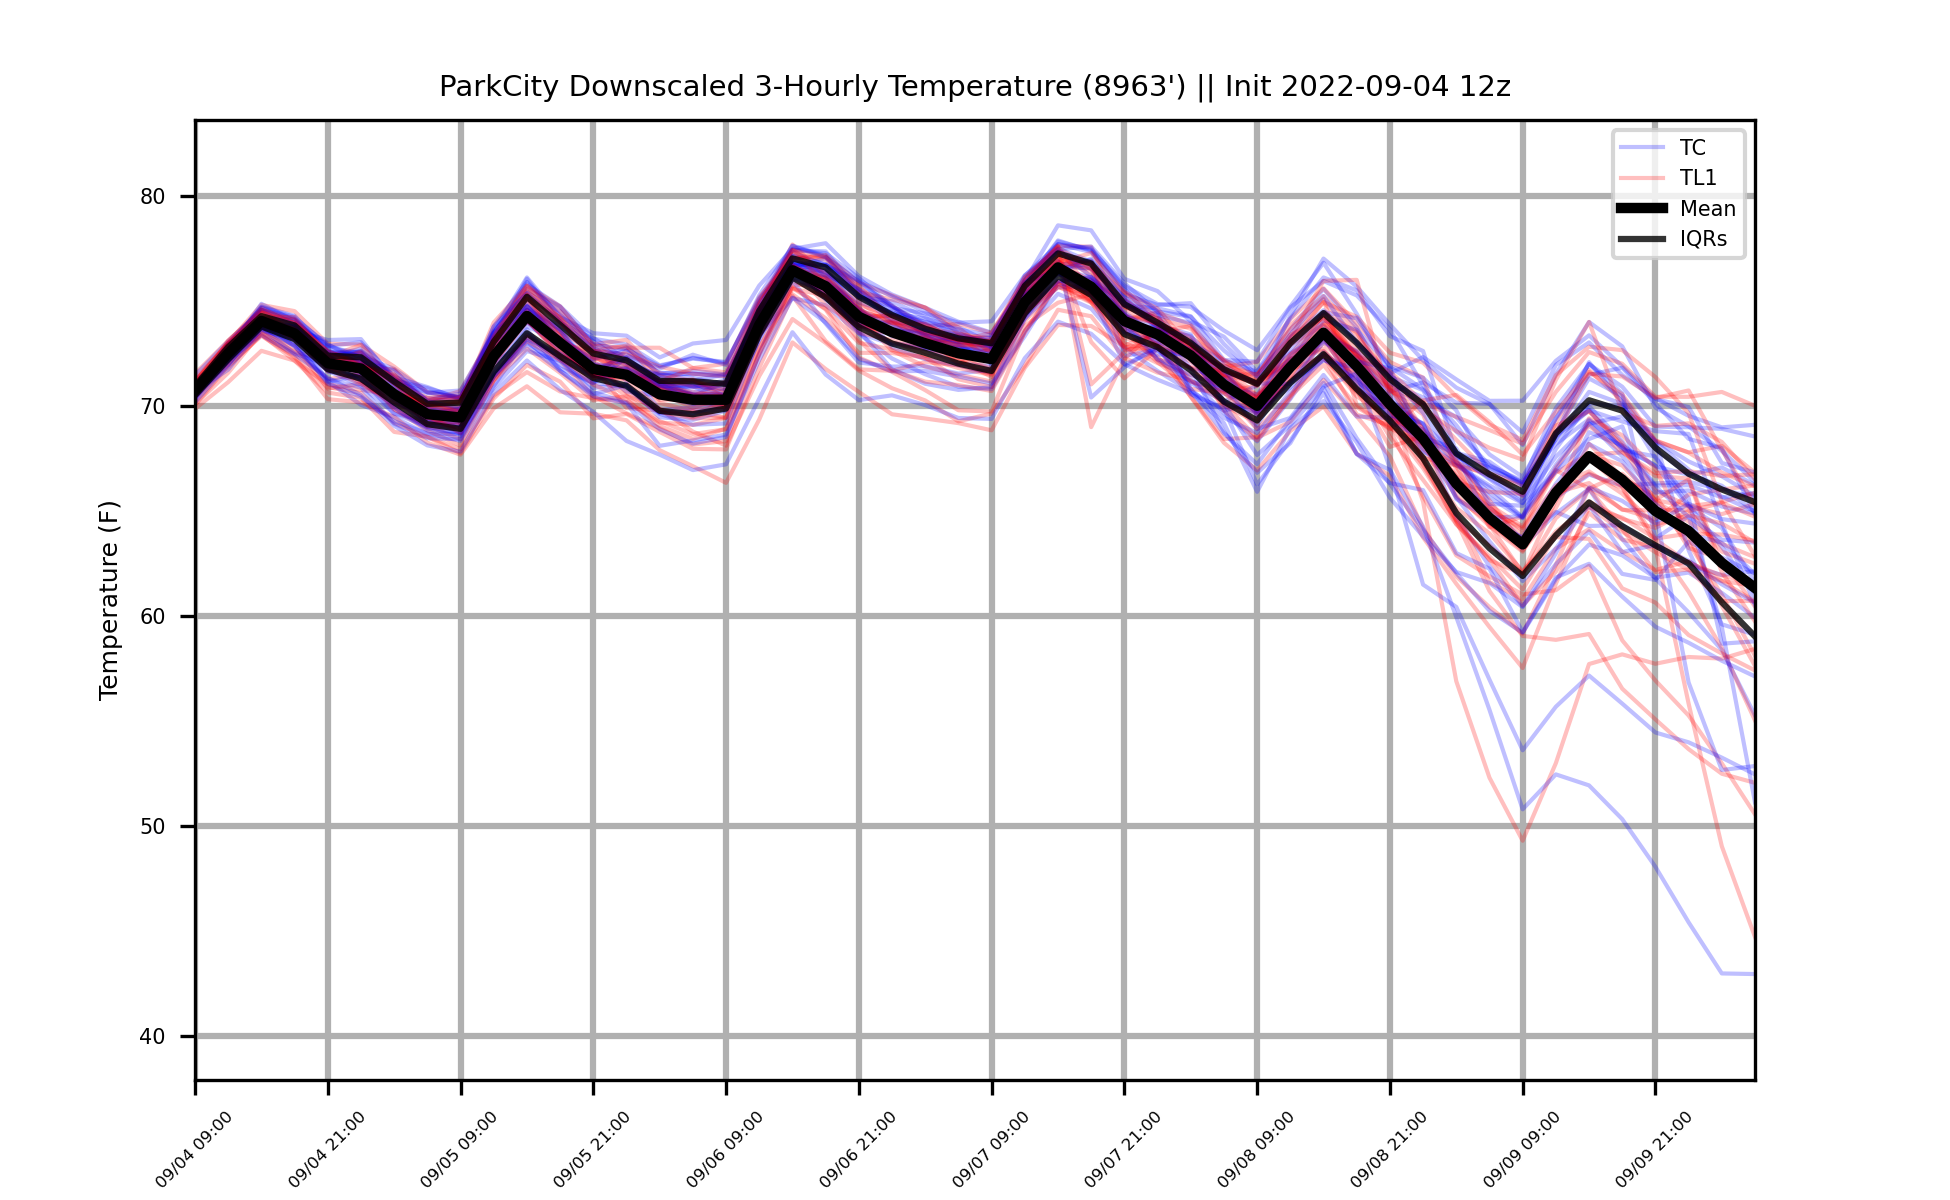 ParkCity Downscaled 3-Hourly Temperature (8963') || Init 2022-09-04 12z
TC
TL1
Mean
IQRs
Temperature (F)
80
70
60
50
40
09/04 09:00
09/04 21:00
09/05 09:00
09/05 21:00
09/06 09:00
09/06 21:00
09/07 09:00
09/07 21:00
09/08 09:00
09/08 21:00
09/09 09:00
09/09 21:00